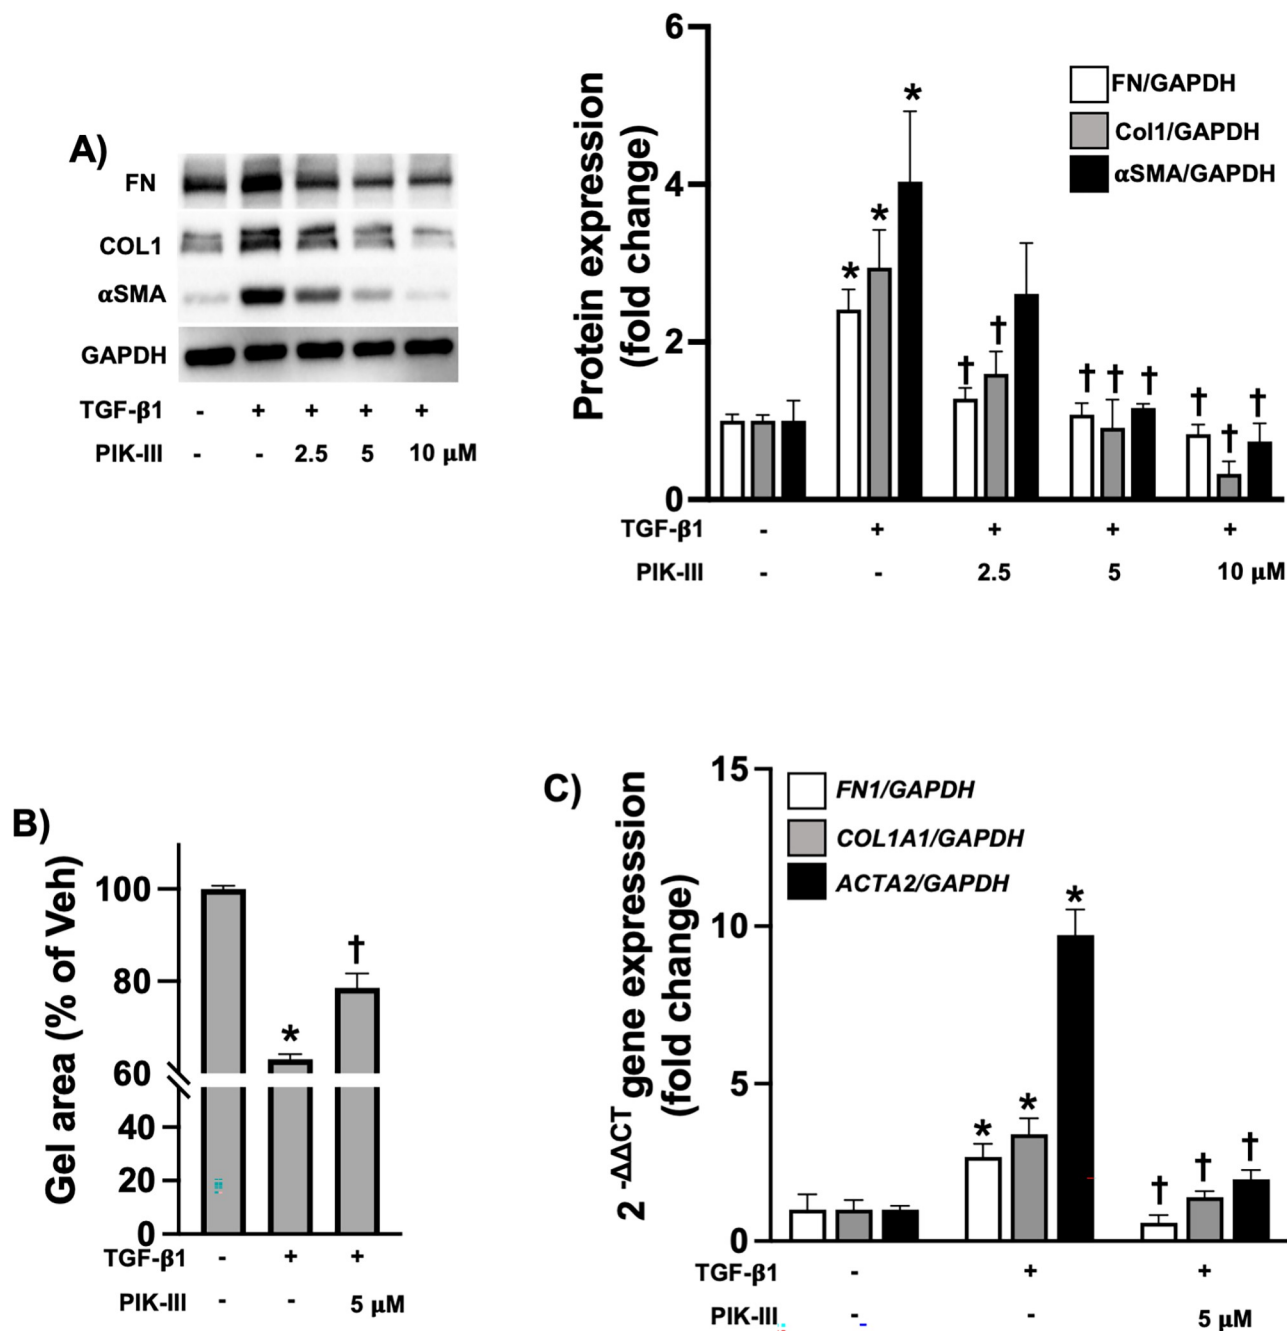 A)
FN
COL1
αSMA
GAPDH
TGF-β1 - + + + +
PIK-III - - 2.5 5 10 μM
Protein expression
(fold change)
6
4
2
0
FN/GAPDH
Col1/GAPDH
αSMA/GAPDH
* * *
† †
† † †
† † †
TGF-β1 - + + + +
PIK-III - - 2.5 5 10 μM
B)
Gel area (% of Veh)
100
80
60
40
20
0
*
†
TGF-β1 - + +
PIK-III - - 5 μM
C)
2 -ΔΔCT gene expresssion
(fold change)
15
10
5
0
FN1/GAPDH
COL1A1/GAPDH
ACTA2/GAPDH
* * *
† † †
TGF-β1 - + +
PIK-III - - 5 μM